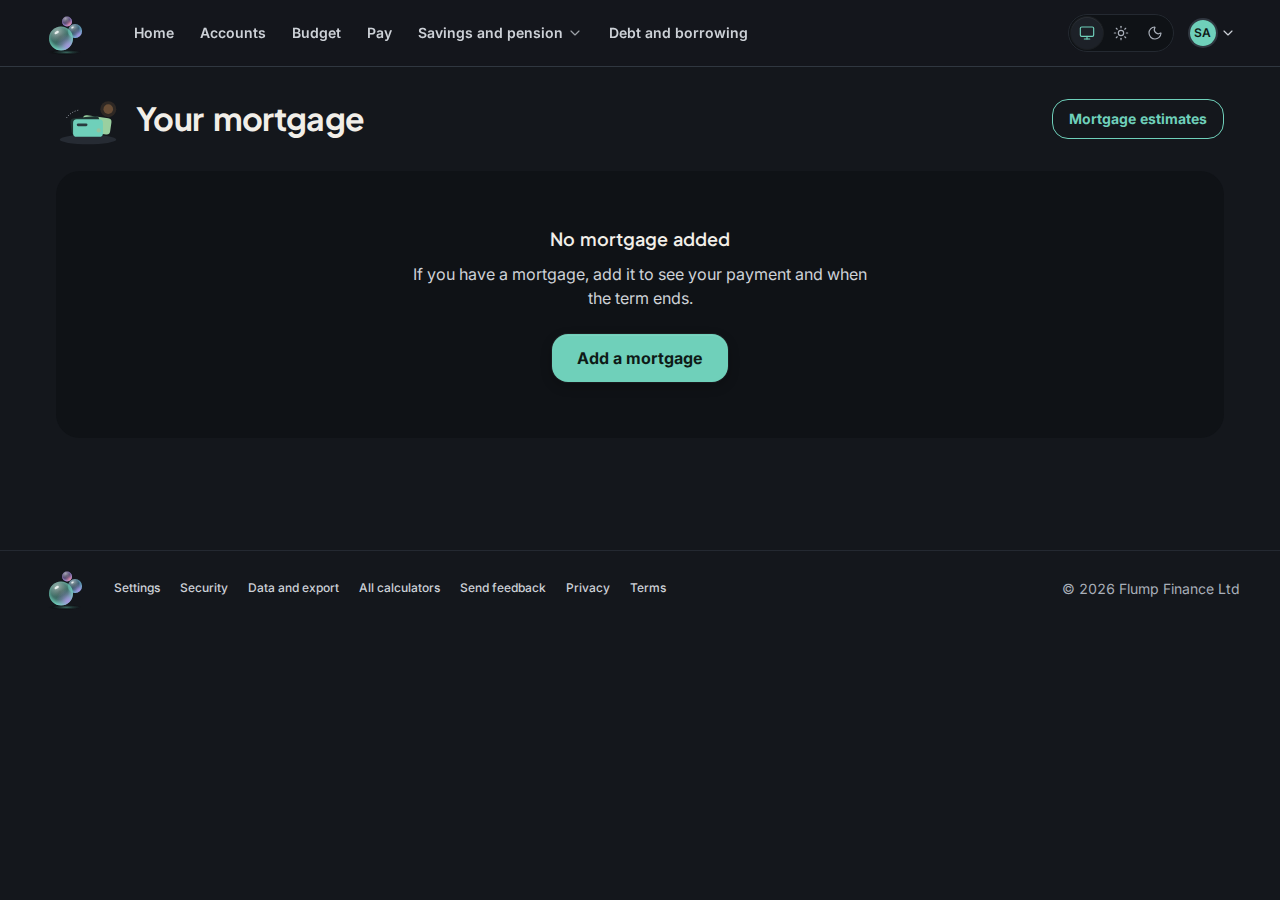 Home Accounts Budget Pay Savings and pension Debt and borrowing SA
Your mortgage Mortgage estimates
No mortgage added
If you have a mortgage, add it to see your payment and when
the term ends.
Add a mortgage
Settings Security Data and export All calculators Send feedback Privacy Terms © 2026 Flump Finance Ltd